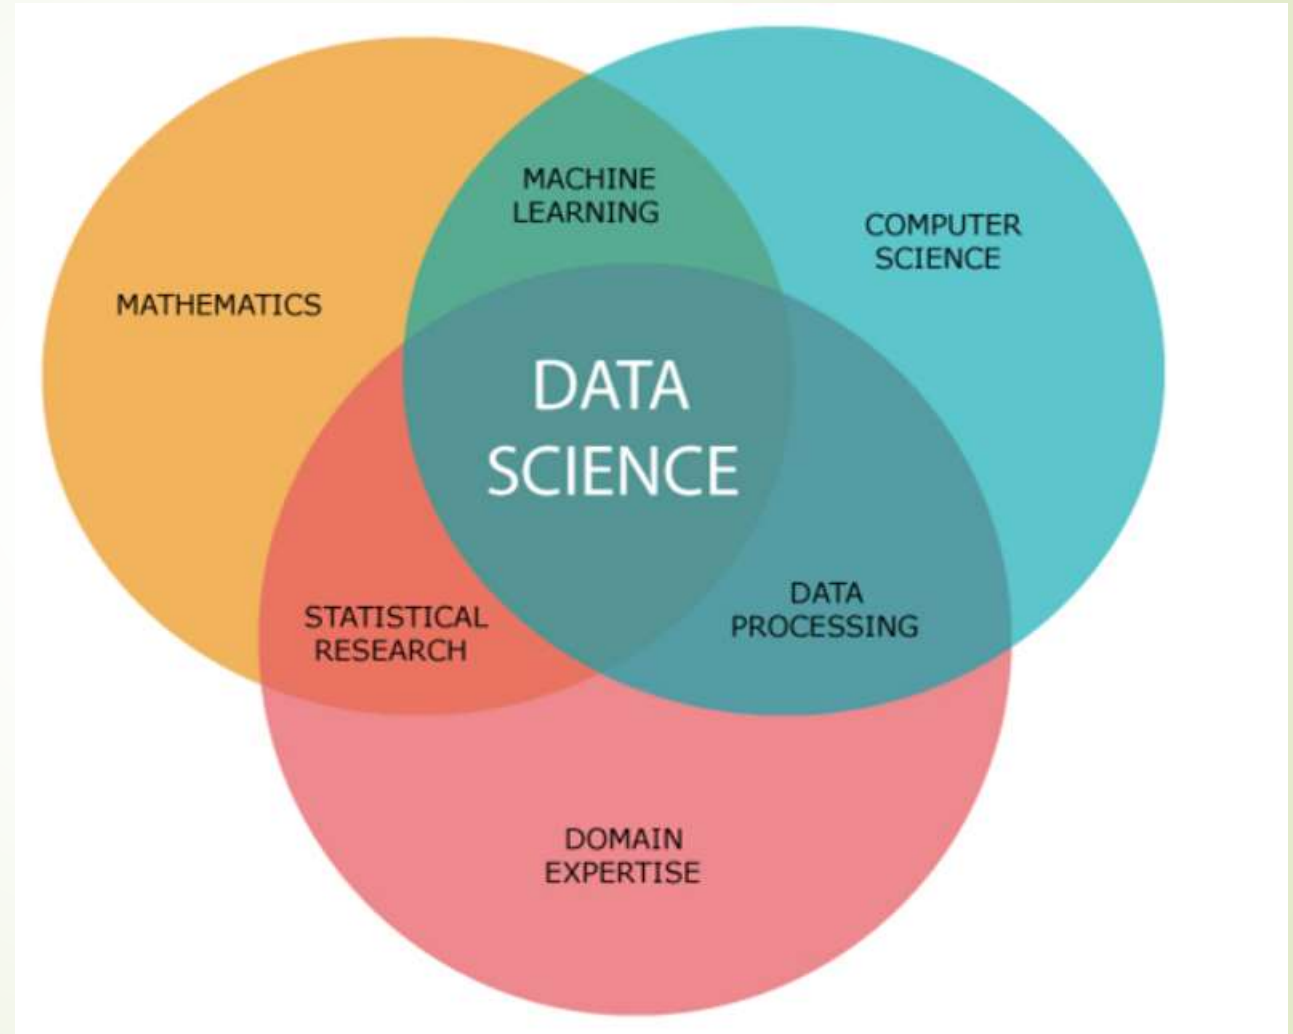 MACHINE
LEARNING
COMPUTER
SCIENCE
MATHEMATICS
DATA
SCIENCE
DATA
PROCESSING
STATISTICAL
RESEARCH
DOMAIN
EXPERTISE